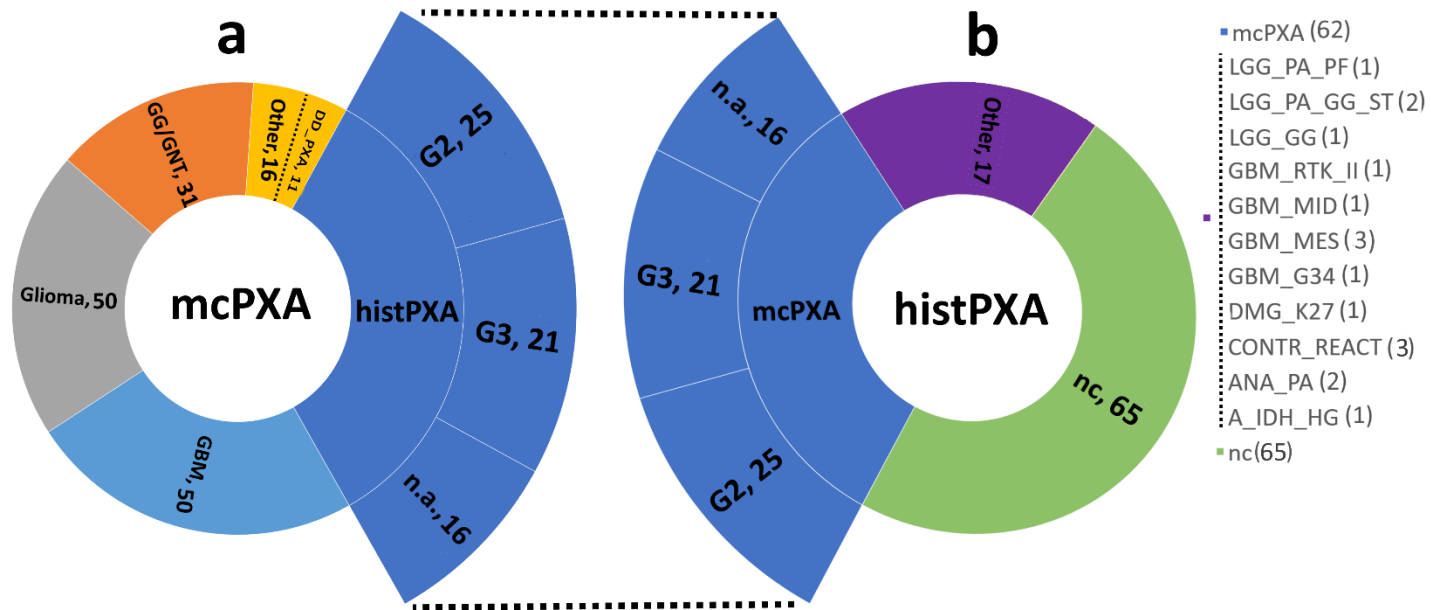 a
GG/GNT, 31
Other, 16
DD_PXA, 11
Glioma, 50
GBM, 50
mcPXA
histPXA
G2, 25
G3, 21
n.a., 16
b
n.a., 16
G3, 21
G2, 25
mcPXA
histPXA
Other, 17
nc, 65
mcPXA (62)
LGG_PA_PF (1)
LGG_PA_GG_ST (2)
LGG_GG (1)
GBM_RTK_II (1)
GBM_MID (1)
GBM_MES (3)
GBM_G34 (1)
DMG_K27 (1)
CONTR_REACT (3)
ANA_PA (2)
A_IDH_HG (1)
nc(65)